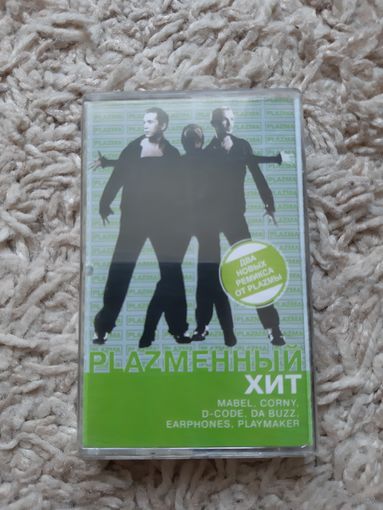 ДВА
НОВЫХ
РЕМИКСА
ОТ PLAZMЫ
PLAZMЕННЫЙ
ХИТ
MABEL, CORNY,
D-CODE, DA BUZZ,
EARPHONES, PLAYMAKER